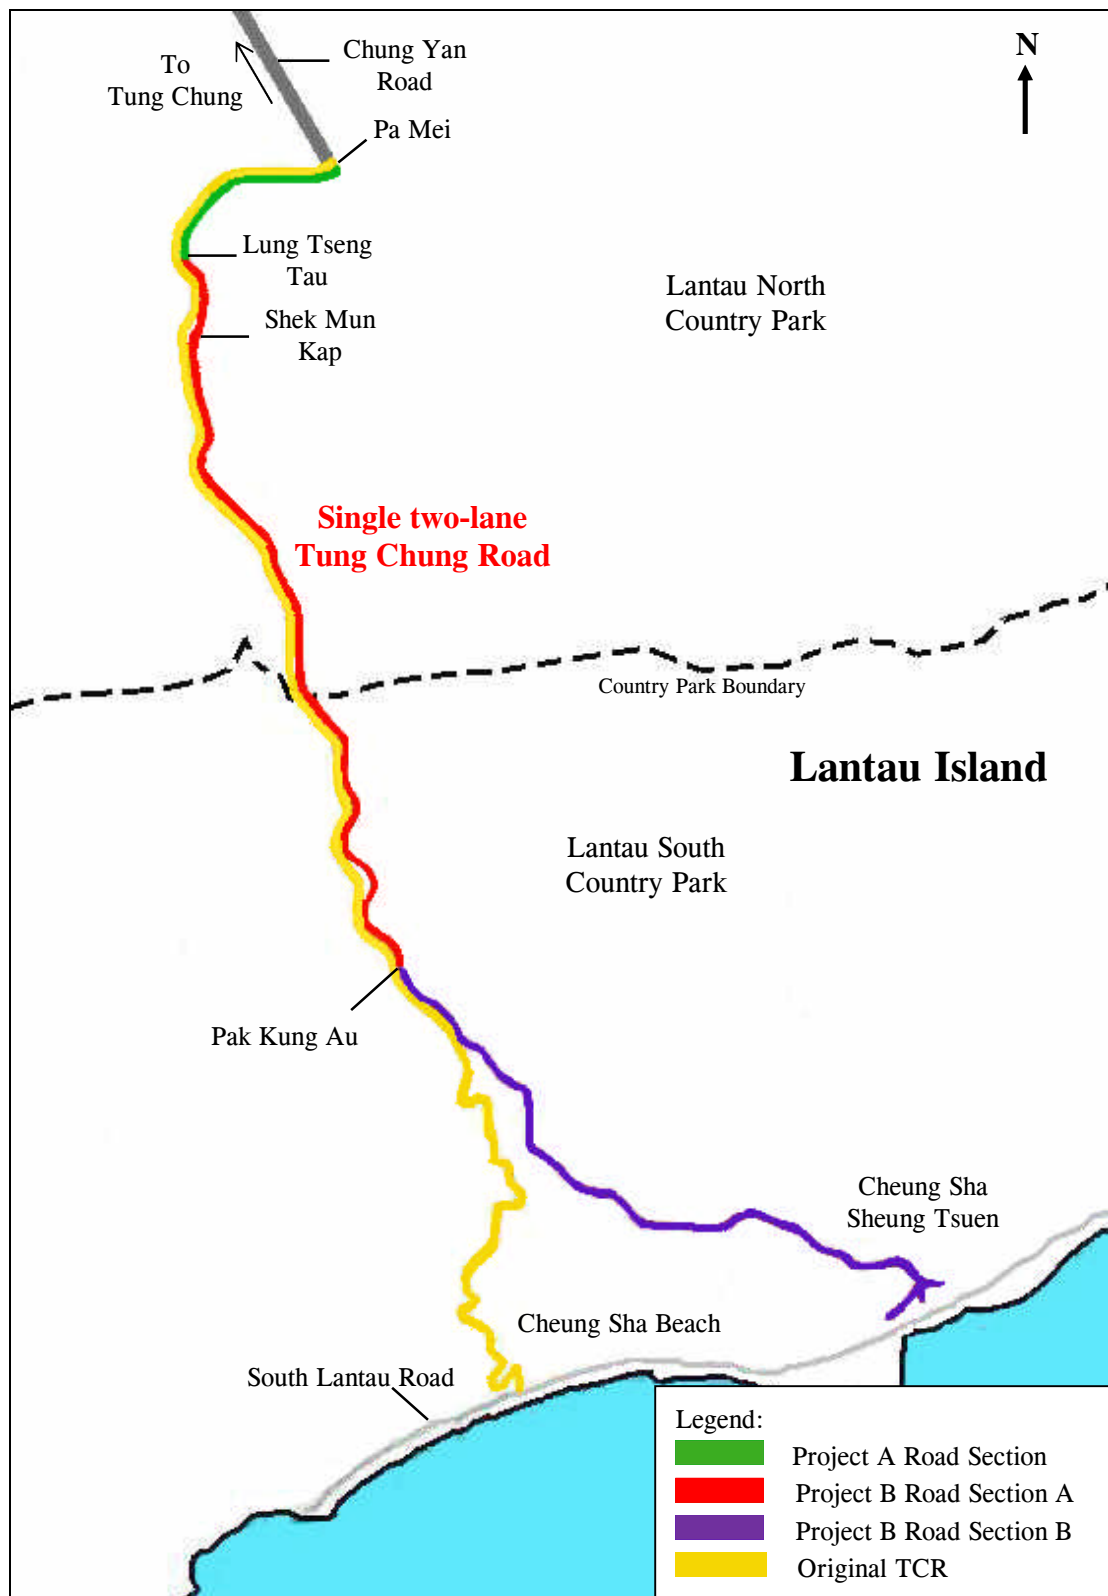 Chung Yan
Road
N
To
Tung Chung
Pa Mei
Lung Tseng
Tau
Lantau North
Country Park
Shek Mun
Kap
Single two-lane
Tung Chung Road
Country Park Boundary
Lantau Island
Lantau South
Country Park
Pak Kung Au
Cheung Sha
Sheung Tsuen
Cheung Sha Beach
South Lantau Road
Legend:
Project A Road Section
Project B Road Section A
Project B Road Section B
Original TCR